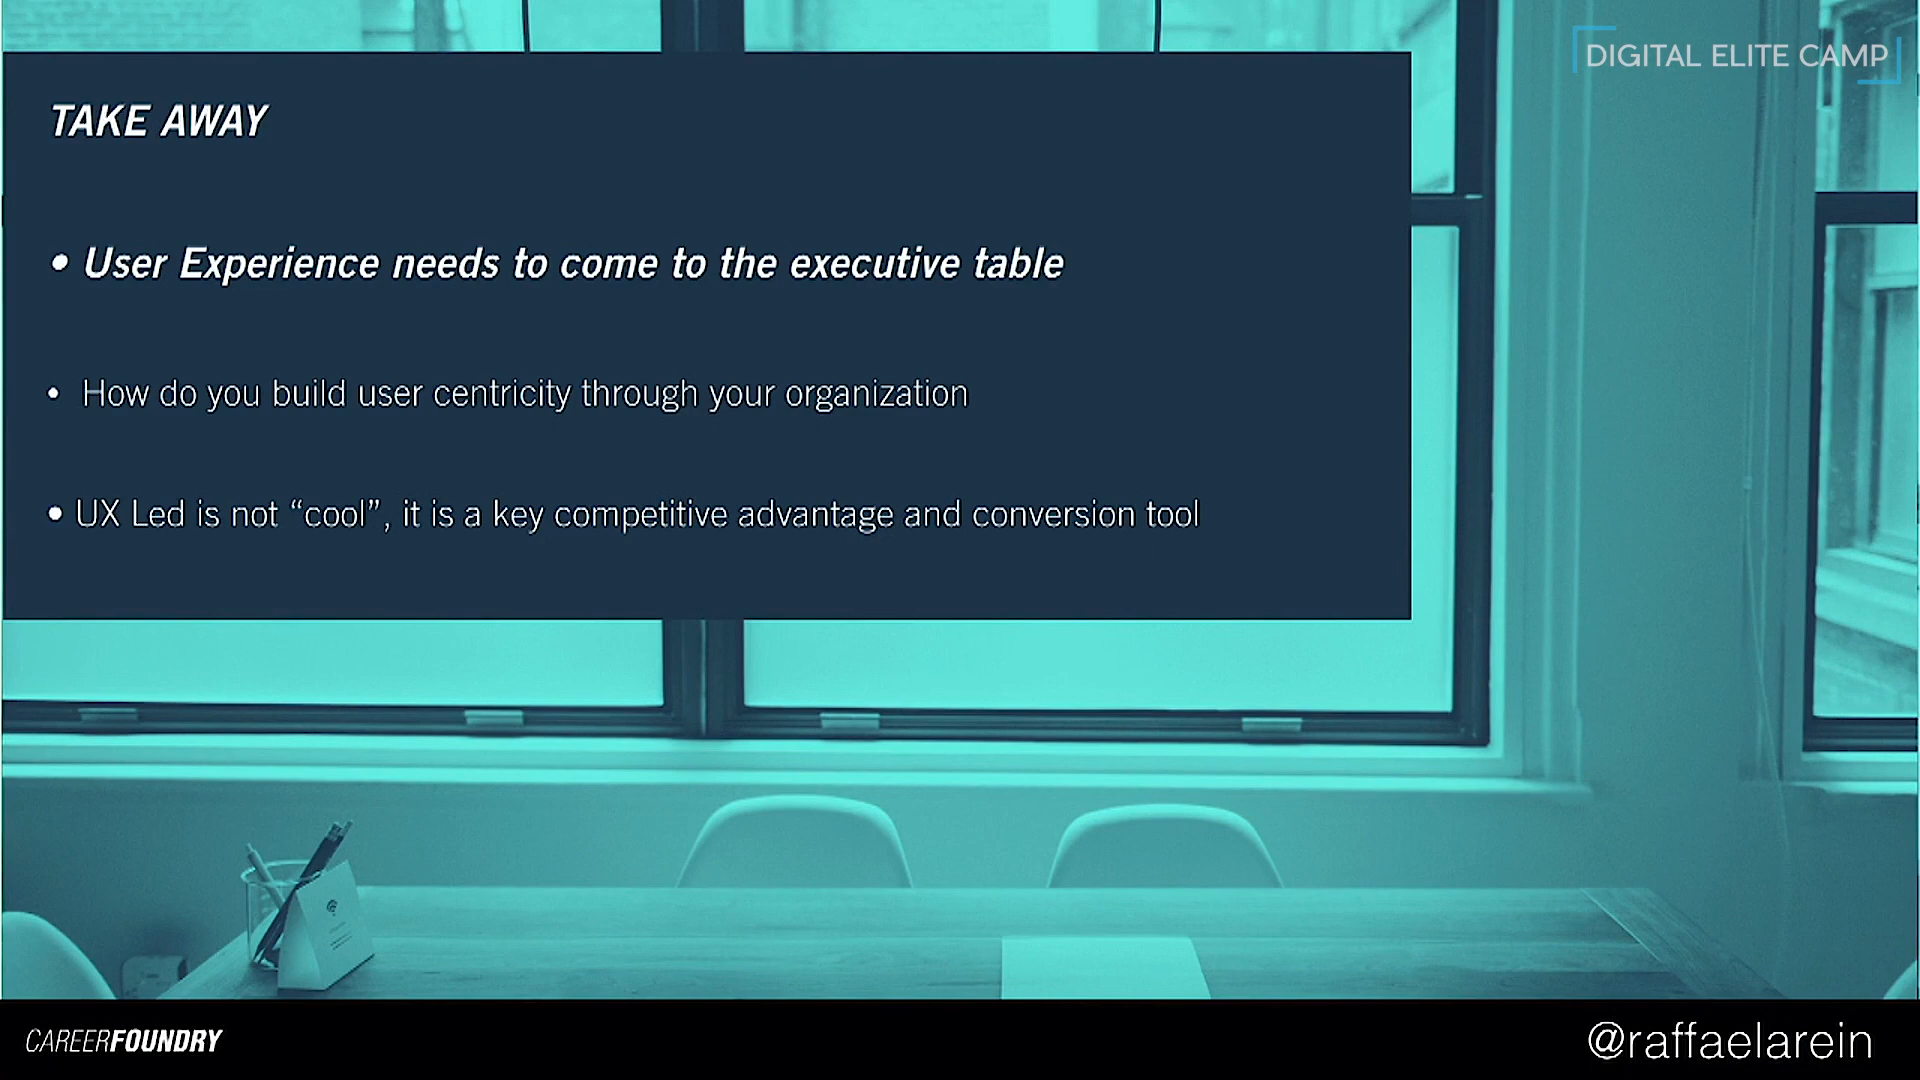 DIGITAL ELITE CAMP
TAKE AWAY
• User Experience needs to come to the executive table
• How do you build user centricity through your organization
• UX Led is not “cool”, it is a key competitive advantage and conversion tool
CAREERFOUNDRY
@raffaelarein